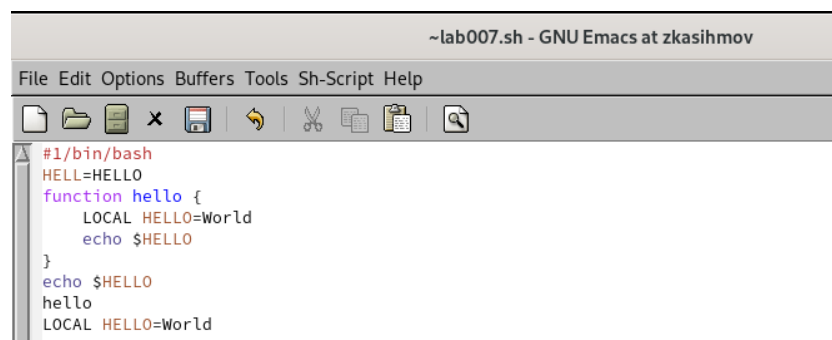 ~lab007.sh - GNU Emacs at zkasihmov
File Edit Options Buffers Tools Sh-Script Help
#1/bin/bash
HELL=HELLO
function hello {
    LOCAL HELLO=World
    echo $HELLO
}
echo $HELLO
hello
LOCAL HELLO=World